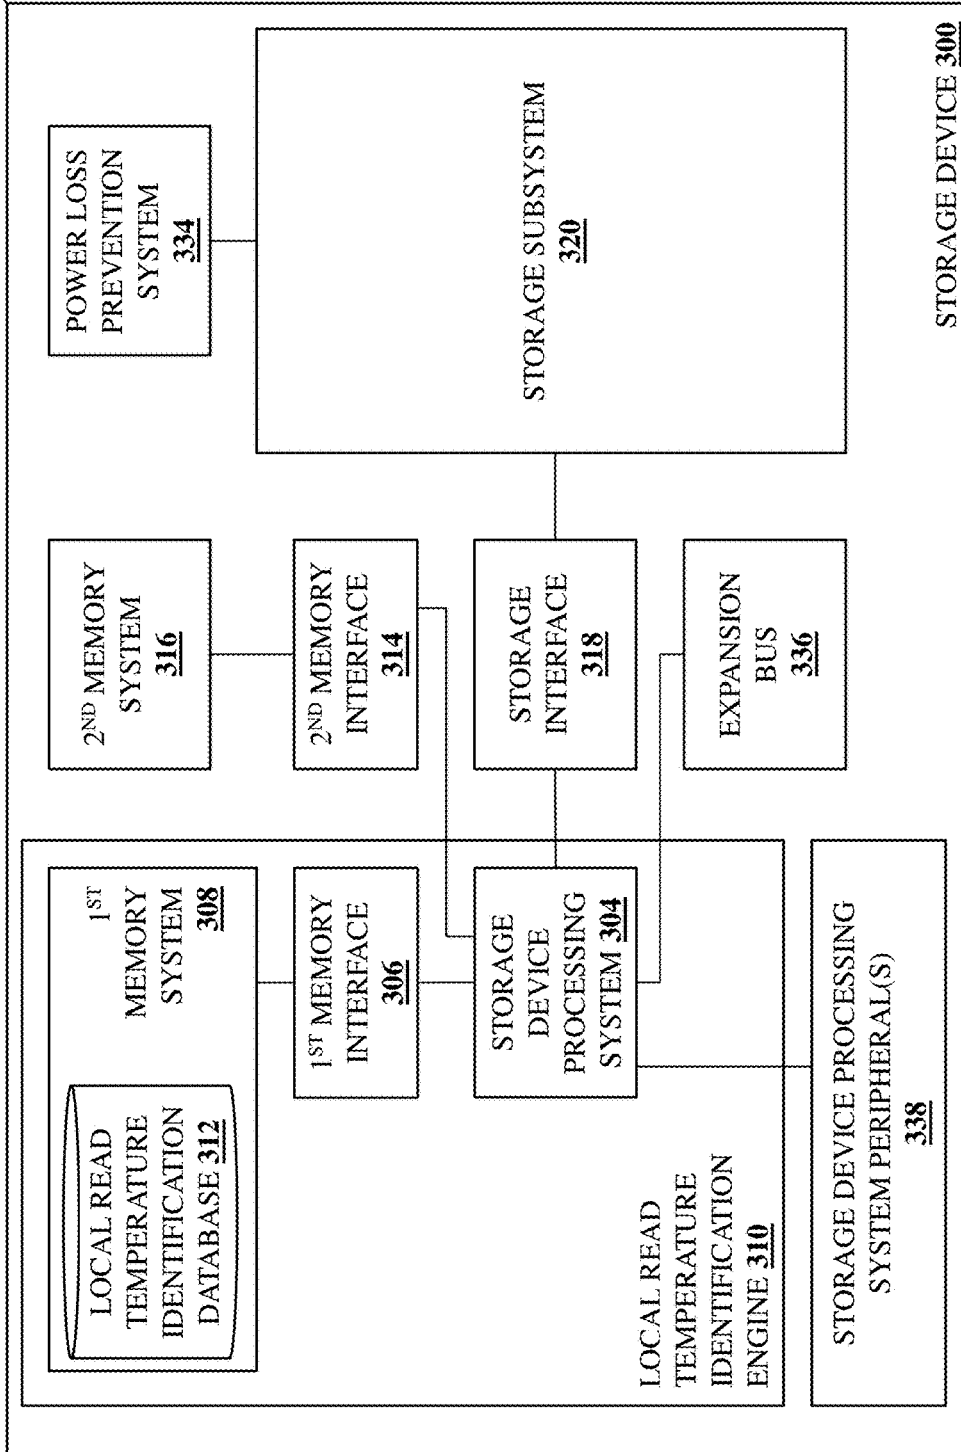 LOCAL READ
TEMPERATURE
IDENTIFICATION
DATABASE 312
1ST
MEMORY
SYSTEM
308
1ST MEMORY
INTERFACE
306
STORAGE
DEVICE
PROCESSING
SYSTEM 304
LOCAL READ
TEMPERATURE
IDENTIFICATION
ENGINE 310
STORAGE DEVICE PROCESSING
SYSTEM PERIPHERAL(S)
338
2ND MEMORY
SYSTEM
316
2ND MEMORY
INTERFACE
314
STORAGE
INTERFACE
318
EXPANSION
BUS
336
POWER LOSS
PREVENTION
SYSTEM
334
STORAGE SUBSYSTEM
320
STORAGE DEVICE 300